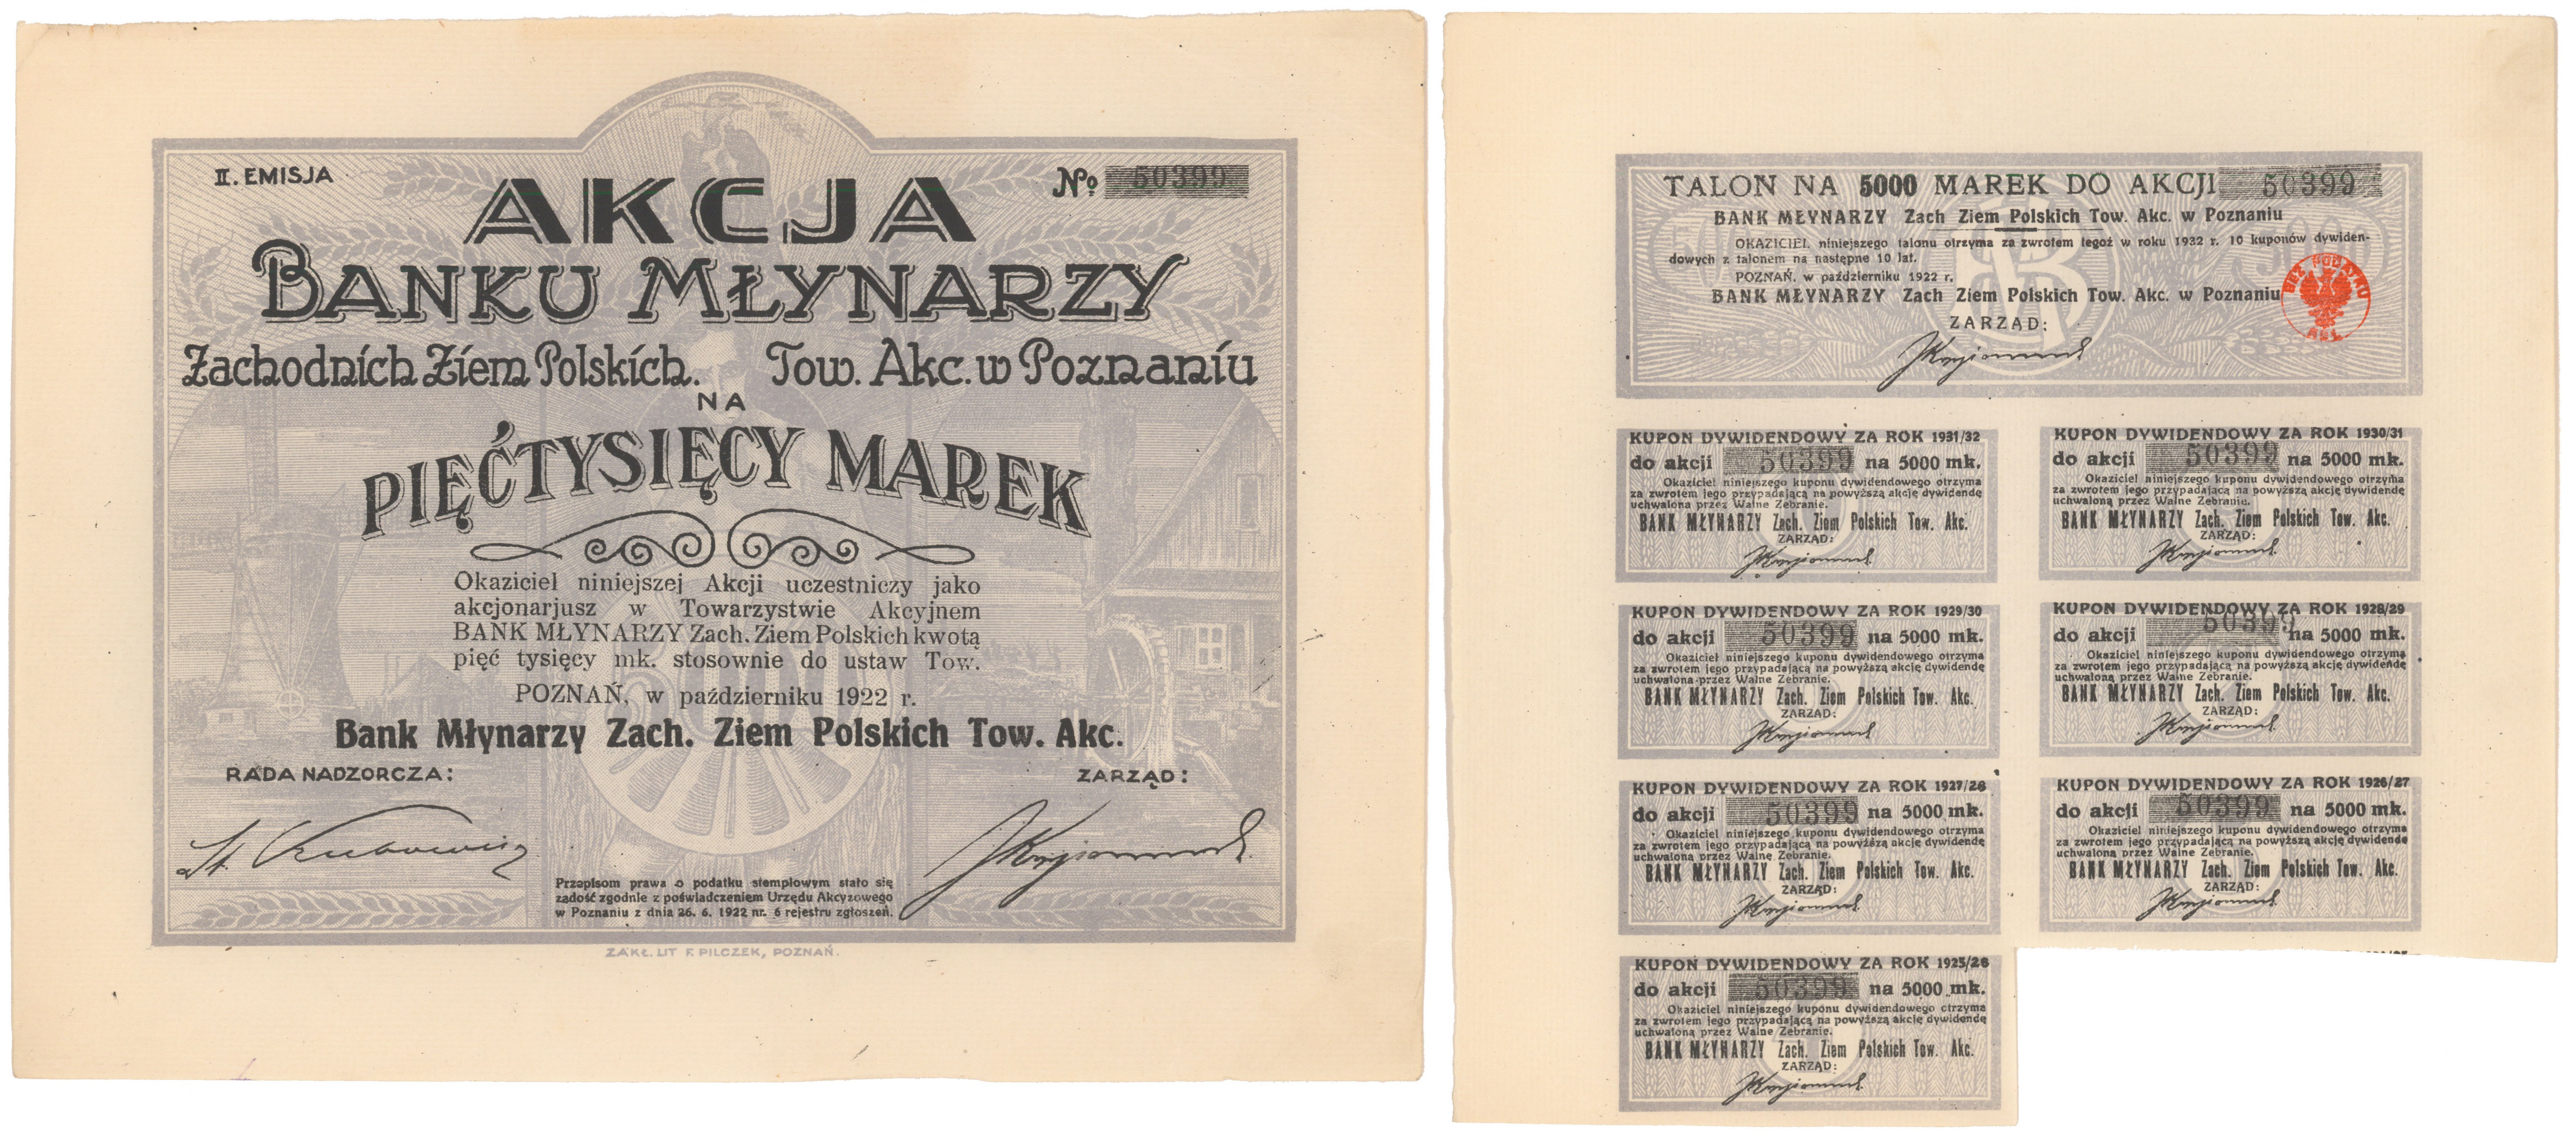 II. EMISJA
No 50399
AKCJA
BANKU MŁYNARZY
Zachodnich Ziem Polskich. Tow. Akc. w Poznaniu
NA
PIĘĆTYSIĘCY MAREK
Okaziciel niniejszej Akcji uczestniczy jako
akcjonarjusz w Towarzystwie Akcyjnem
BANK MŁYNARZY Zach. Ziem Polskich kwotą
pięć tysięcy mk. stosownie do ustaw Tow.
POZNAŃ, w październiku 1922 r.
Bank Młynarzy Zach. Ziem Polskich Tow. Akc.
RADA NADZORCZA:
ZARZĄD:
Przepisom prawa o podatku stemplowym stało się
zadość zgodnie z poświadczeniem Urzędu Akcyzowego
w Poznaniu z dnia 26. 6. 1922 nr. 6 rejestru zgłoszeń.
ZAKŁ. LIT F. PILCZEK, POZNAŃ.
TALON NA 5000 MAREK DO AKCJI 50399
BANK MŁYNARZY Zach Ziem Polskich Tow. Akc. w Poznaniu
OKAZICIEL niniejszego talonu otrzyma za zwrotem tegoż w roku 1932 r. 10 kuponów dywiden-
dowych z talonem na następne 10 lat.
POZNAŃ, w październiku 1922 r.
BANK MŁYNARZY Zach Ziem Polskich Tow. Akc. w Poznaniu
BEZ PODATKU
ZARZĄD:
KUPON DYWIDENDOWY ZA ROK 1931/32
do akcji 50399 na 5000 mk.
Okaziciel niniejszego kuponu dywidendowego otrzyma
za zwrotem jego przypadającą na powyższą akcję dywidendę
uchwaloną przez Walne Zebranie.
BANK MŁYNARZY Zach. Ziem Polskich Tow. Akc.
ZARZĄD:
KUPON DYWIDENDOWY ZA ROK 1930/31
do akcji 50399 na 5000 mk.
Okaziciel niniejszego kuponu dywidendowego otrzyma
za zwrotem jego przypadającą na powyższą akcję dywidendę
uchwaloną przez Walne Zebranie.
BANK MŁYNARZY Zach. Ziem Polskich Tow. Akc.
ZARZĄD:
KUPON DYWIDENDOWY ZA ROK 1929/30
do akcji 50399 na 5000 mk.
Okaziciel niniejszego kuponu dywidendowego otrzyma
za zwrotem jego przypadającą na powyższą akcję dywidendę
uchwaloną przez Walne Zebranie.
BANK MŁYNARZY Zach. Ziem Polskich Tow. Akc.
ZARZĄD:
KUPON DYWIDENDOWY ZA ROK 1928/29
do akcji 50399 na 5000 mk.
Okaziciel niniejszego kuponu dywidendowego otrzyma
za zwrotem jego przypadającą na powyższą akcję dywidendę
uchwaloną przez Walne Zebranie.
BANK MŁYNARZY Zach. Ziem Polskich Tow. Akc.
ZARZĄD:
KUPON DYWIDENDOWY ZA ROK 1927/28
do akcji 50399 na 5000 mk.
Okaziciel niniejszego kuponu dywidendowego otrzyma
za zwrotem jego przypadającą na powyższą akcję dywidendę
uchwaloną przez Walne Zebranie.
BANK MŁYNARZY Zach. Ziem Polskich Tow. Akc.
ZARZĄD:
KUPON DYWIDENDOWY ZA ROK 1926/27
do akcji 50399 na 5000 mk.
Okaziciel niniejszego kuponu dywidendowego otrzyma
za zwrotem jego przypadającą na powyższą akcję dywidendę
uchwaloną przez Walne Zebranie.
BANK MŁYNARZY Zach. Ziem Polskich Tow. Akc.
ZARZĄD:
KUPON DYWIDENDOWY ZA ROK 1925/26
do akcji 50399 na 5000 mk.
Okaziciel niniejszego kuponu dywidendowego otrzyma
za zwrotem jego przypadającą na powyższą akcję dywidendę
uchwaloną przez Walne Zebranie.
BANK MŁYNARZY Zach. Ziem Polskich Tow. Akc.
ZARZĄD: